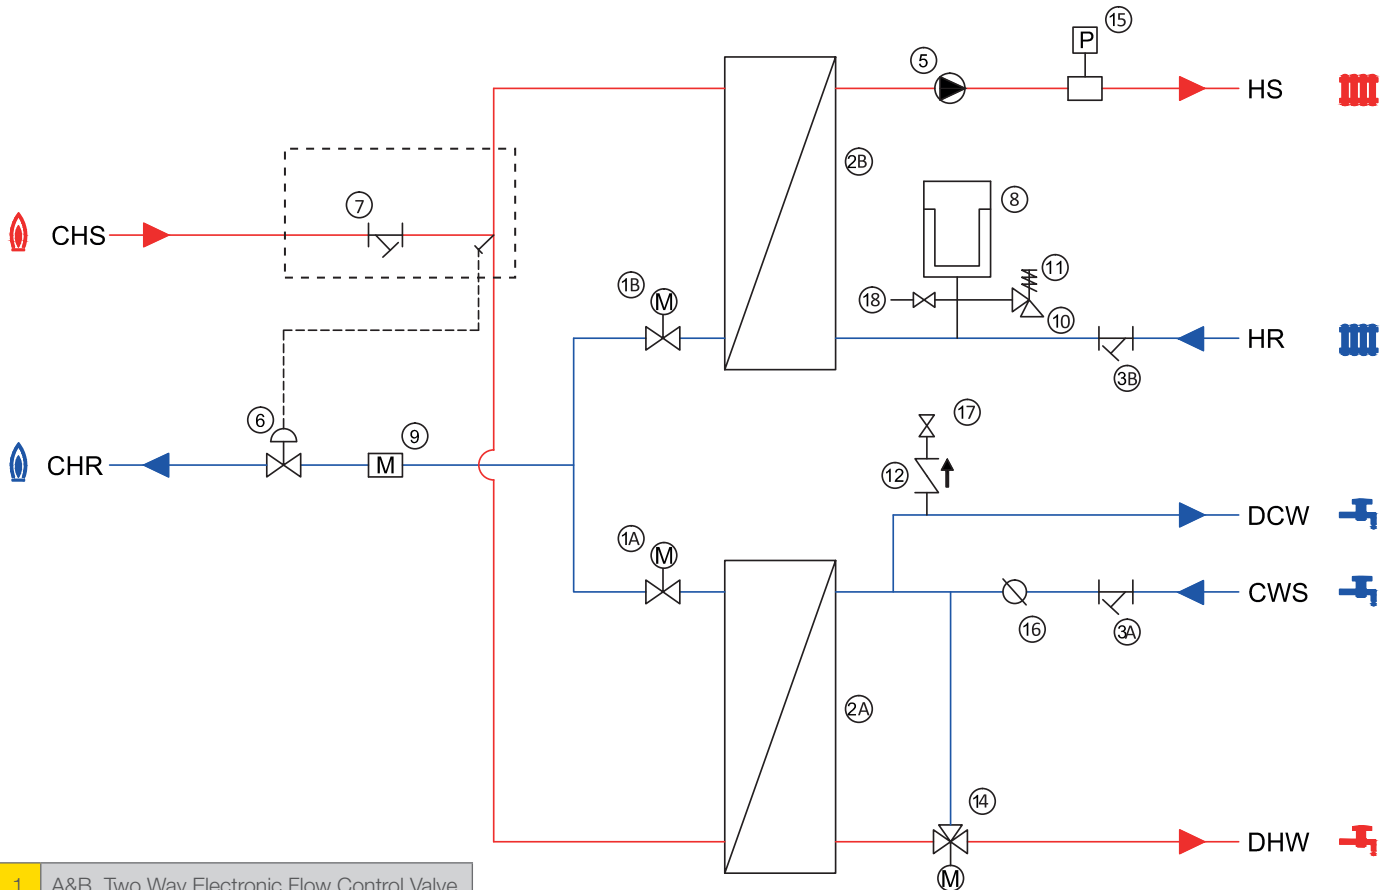 15
P
5
HS
2B
7
8
CHS
11
1B
M
18
10
HR
3B
6
9
17
CHR
M
12
DCW
1A
M
CWS
16
3A
2A
14
DHW
M
1 A&B. Two Way Electronic Flow Control Valve